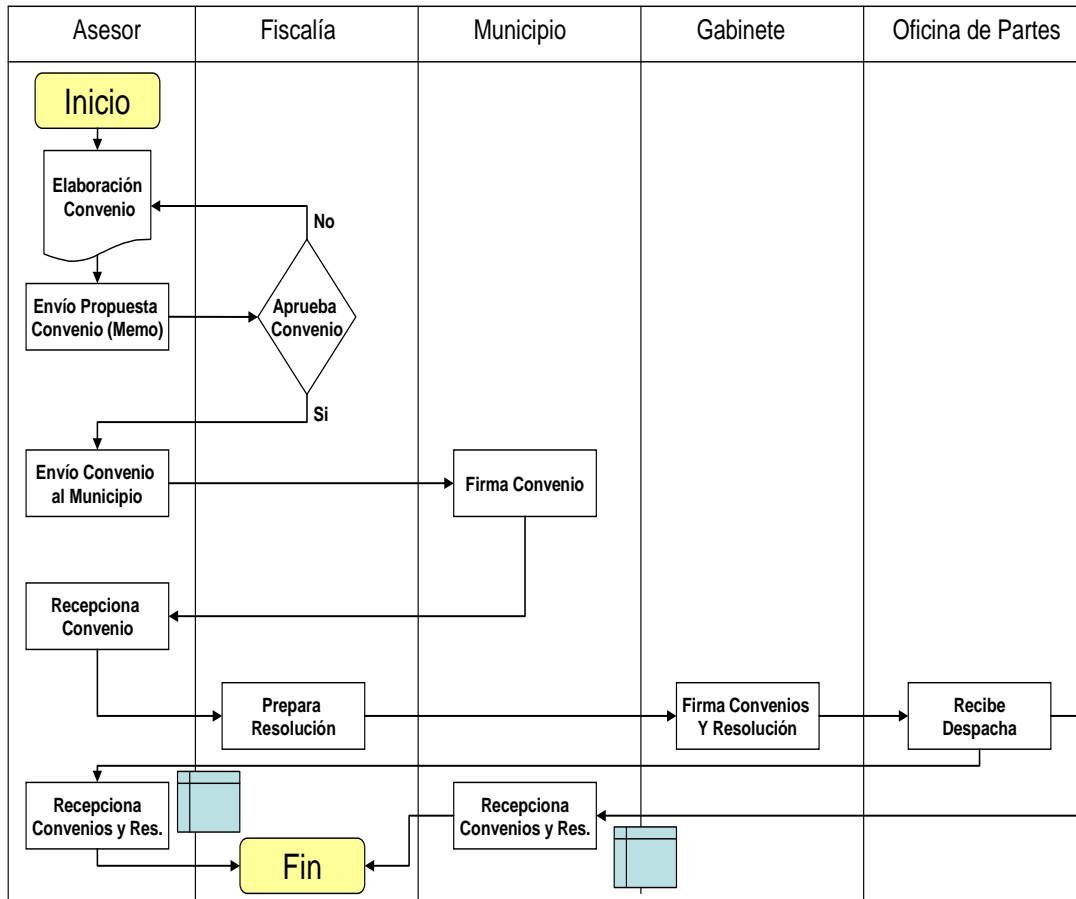 Asesor
Fiscalía
Municipio
Gabinete
Oficina de Partes
Inicio
Elaboración
Convenio
No
Envío Propuesta
Convenio (Memo)
Aprueba
Convenio
Si
Envío Convenio
al Municipio
Firma Convenio
Recepciona
Convenio
Prepara
Resolución
Firma Convenios
Y Resolución
Recibe
Despacha
Recepciona
Convenios y Res.
Recepciona
Convenios y Res.
Fin